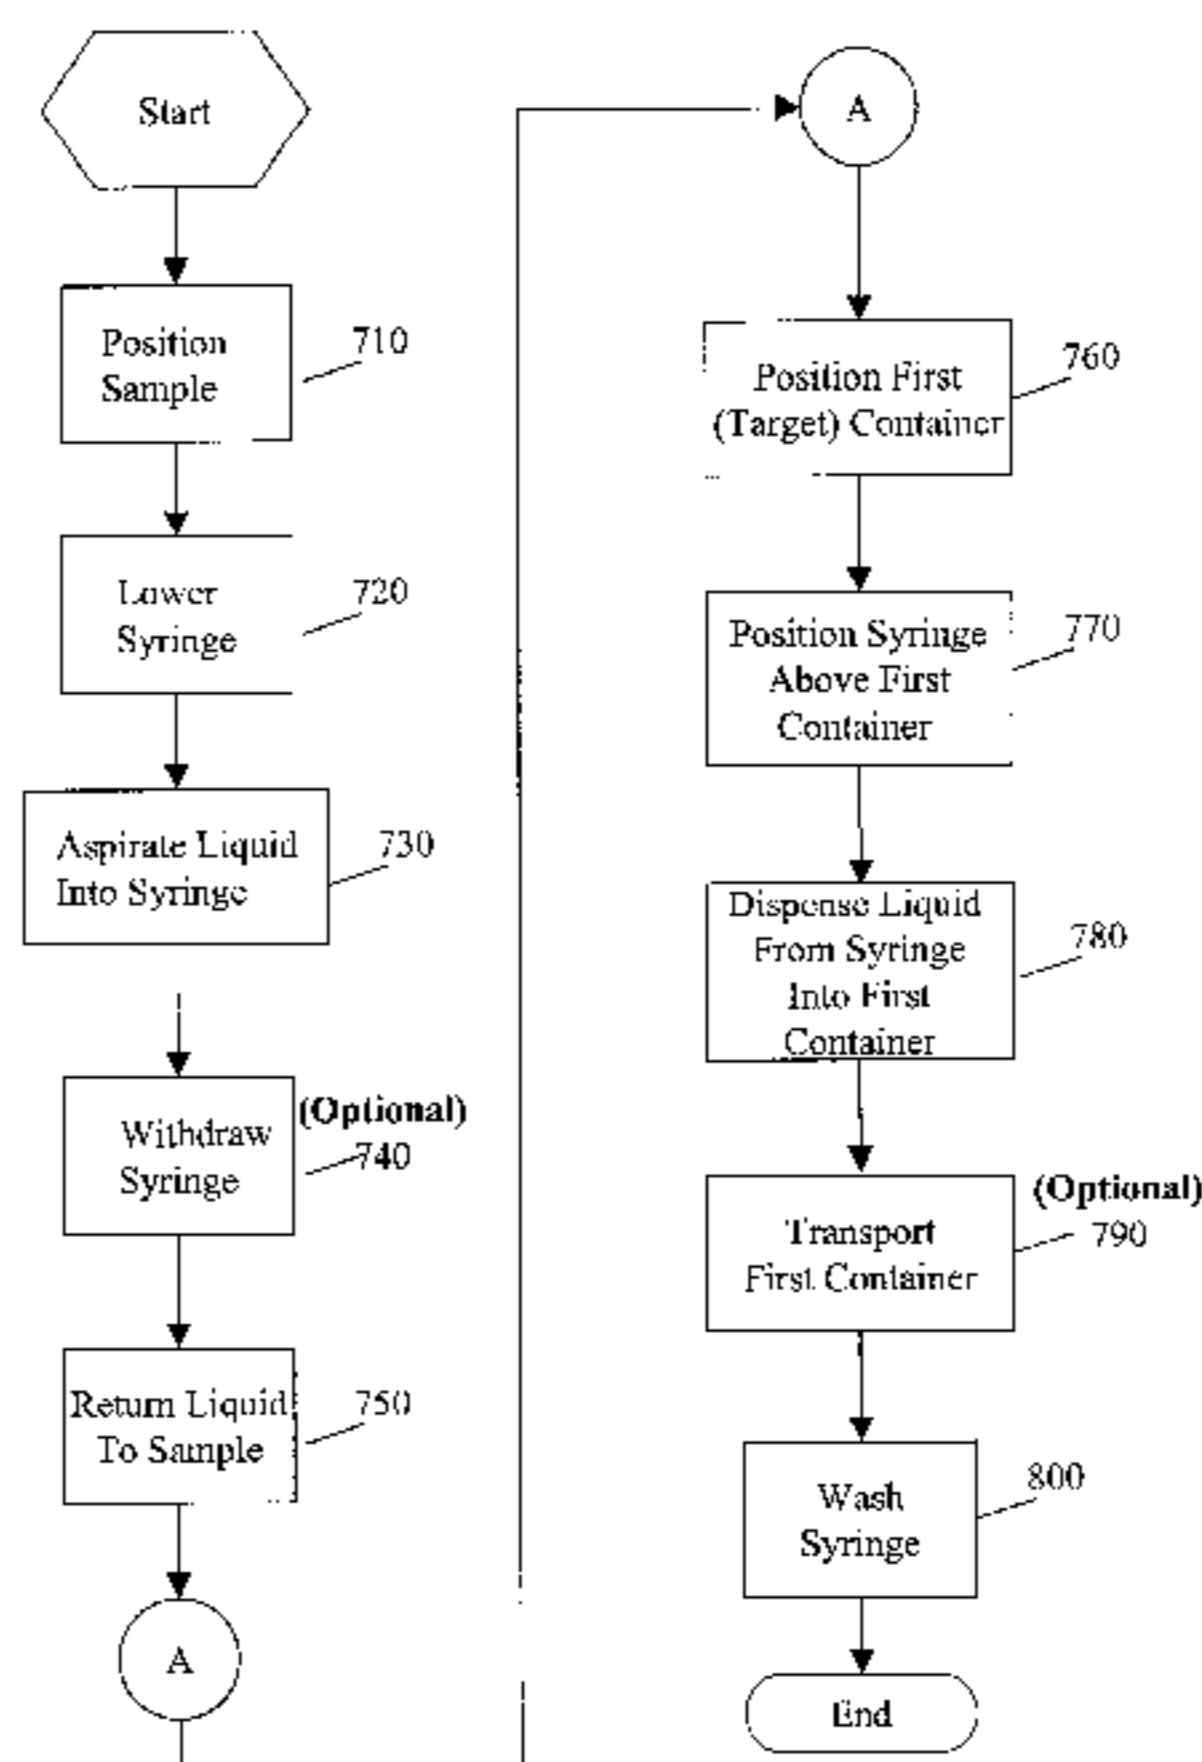 Start
Position
Sample
710
Lower
Syringe
720
Aspirate Liquid
Into Syringe
730
Withdraw
Syringe
(Optional)
740
Return Liquid
To Sample
750
A
A
Position First
(Target) Container
760
Position Syringe
Above First
Container
770
Dispense Liquid
From Syringe
Into First
Container
780
Transport
First Container
(Optional)
790
Wash
Syringe
800
End